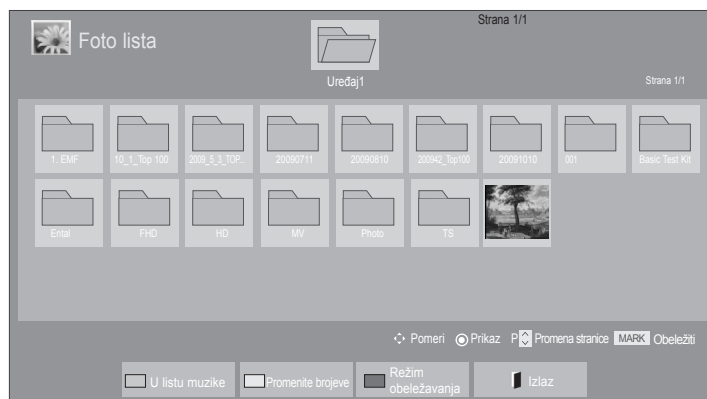 Strana 1/1
Foto lista
Uređaj1
Strana 1/1
1. EMF
10_1_Top 100
2009_5_3_TOP...
20090711
20090810
200942_Top100
20091010
001
Basic Test Kit
Ental
FHD
HD
MV
Photo
TS
Pomeri Prikaz P Promena stranice MARK Obeležiti
U listu muzike
Promenite brojeve
Režim
obeležavanja
Izlaz